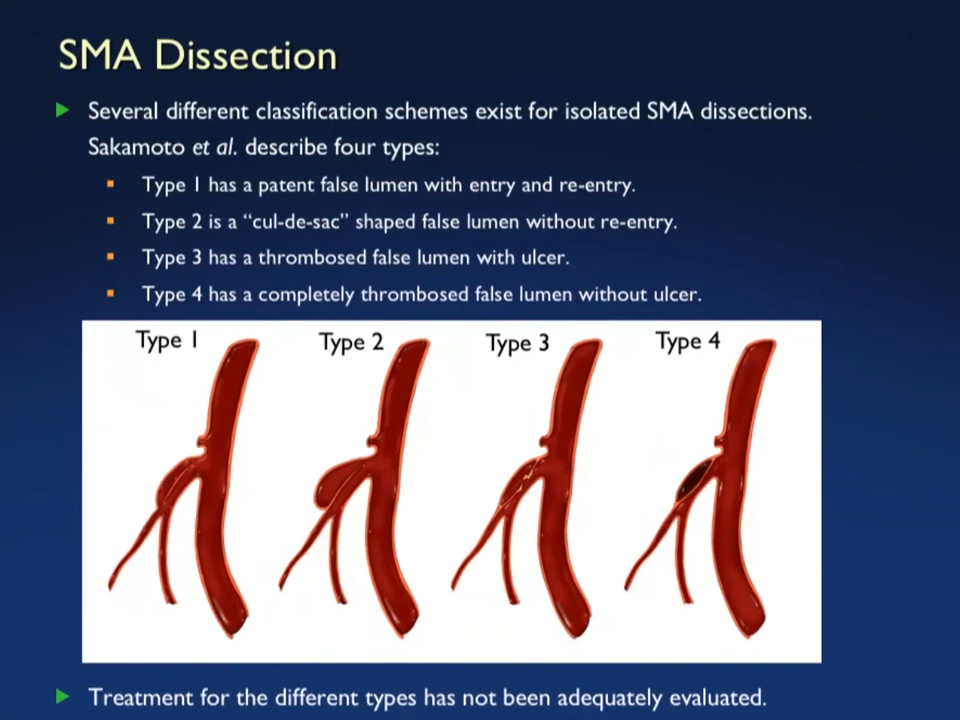 SMA Dissection
Several different classification schemes exist for isolated SMA dissections.
Sakamoto et al. describe four types:
Type 1 has a patent false lumen with entry and re-entry.
Type 2 is a “cul-de-sac” shaped false lumen without re-entry.
Type 3 has a thrombosed false lumen with ulcer.
Type 4 has a completely thrombosed false lumen without ulcer.
Type 1 Type 2 Type 3 Type 4
Treatment for the different types has not been adequately evaluated.